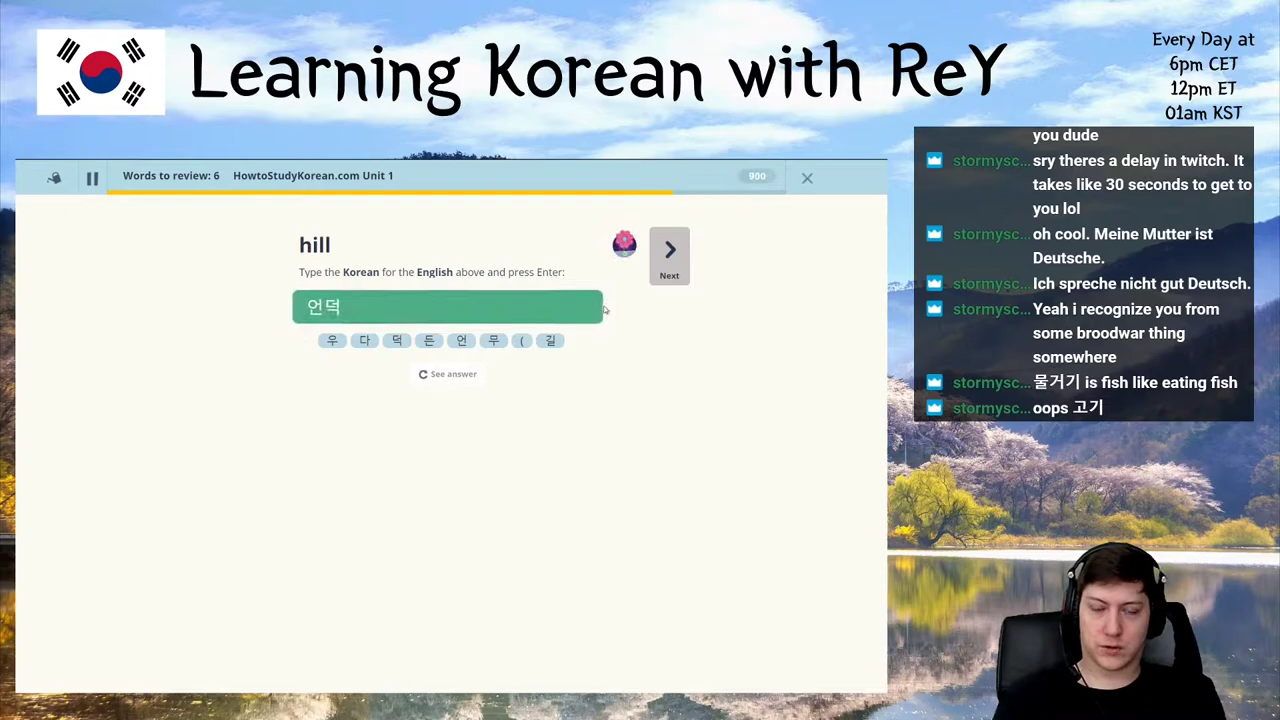 Learning Korean with ReY
Every Day at
6pm CET
12pm ET
01am KST
Words to review: 6 HowtoStudyKorean.com Unit 1
900
hill
Type the Korean for the English above and press Enter:
언덕
우 다 덕 든 언 무 ( 길
See answer
Next
you dude
stormysc... sry theres a delay in twitch. It
takes like 30 seconds to get to
you lol
stormysc... oh cool. Meine Mutter ist
Deutsche.
stormysc... Ich spreche nicht gut Deutsch.
stormysc... Yeah i recognize you from
some broodwar thing
somewhere
stormysc... 물거기 is fish like eating fish
stormysc... oops 고기